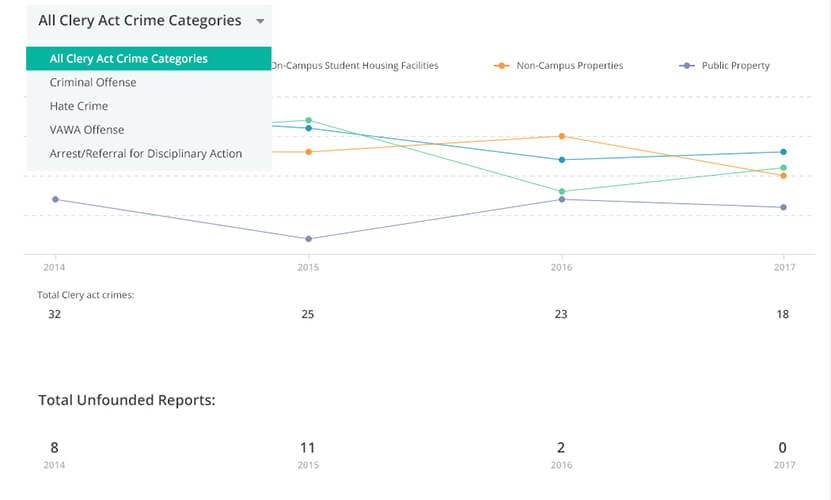 All Clery Act Crime Categories
All Clery Act Crime Categories
On-Campus Student Housing Facilities Non-Campus Properties Public Property
Criminal Offense
Hate Crime
VAWA Offense
Arrest/Referral for Disciplinary Action
2014 2015 2016 2017
Total Clery act crimes:
32 25 23 18
Total Unfounded Reports:
8 11 2 0
2014 2015 2016 2017